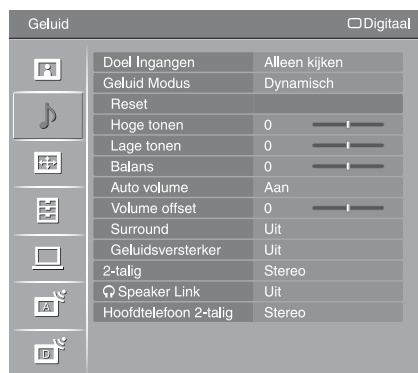 Geluid Digitaal
Doel Ingangen Alleen kijken
Geluid Modus Dynamisch
Reset
Hoge tonen 0
Lage tonen 0
Balans 0
Auto volume Aan
Volume offset 0
Surround Uit
Geluidsversterker Uit
2-talig Stereo
Speaker Link Uit
Hoofdtelefoon 2-talig Stereo
A
D